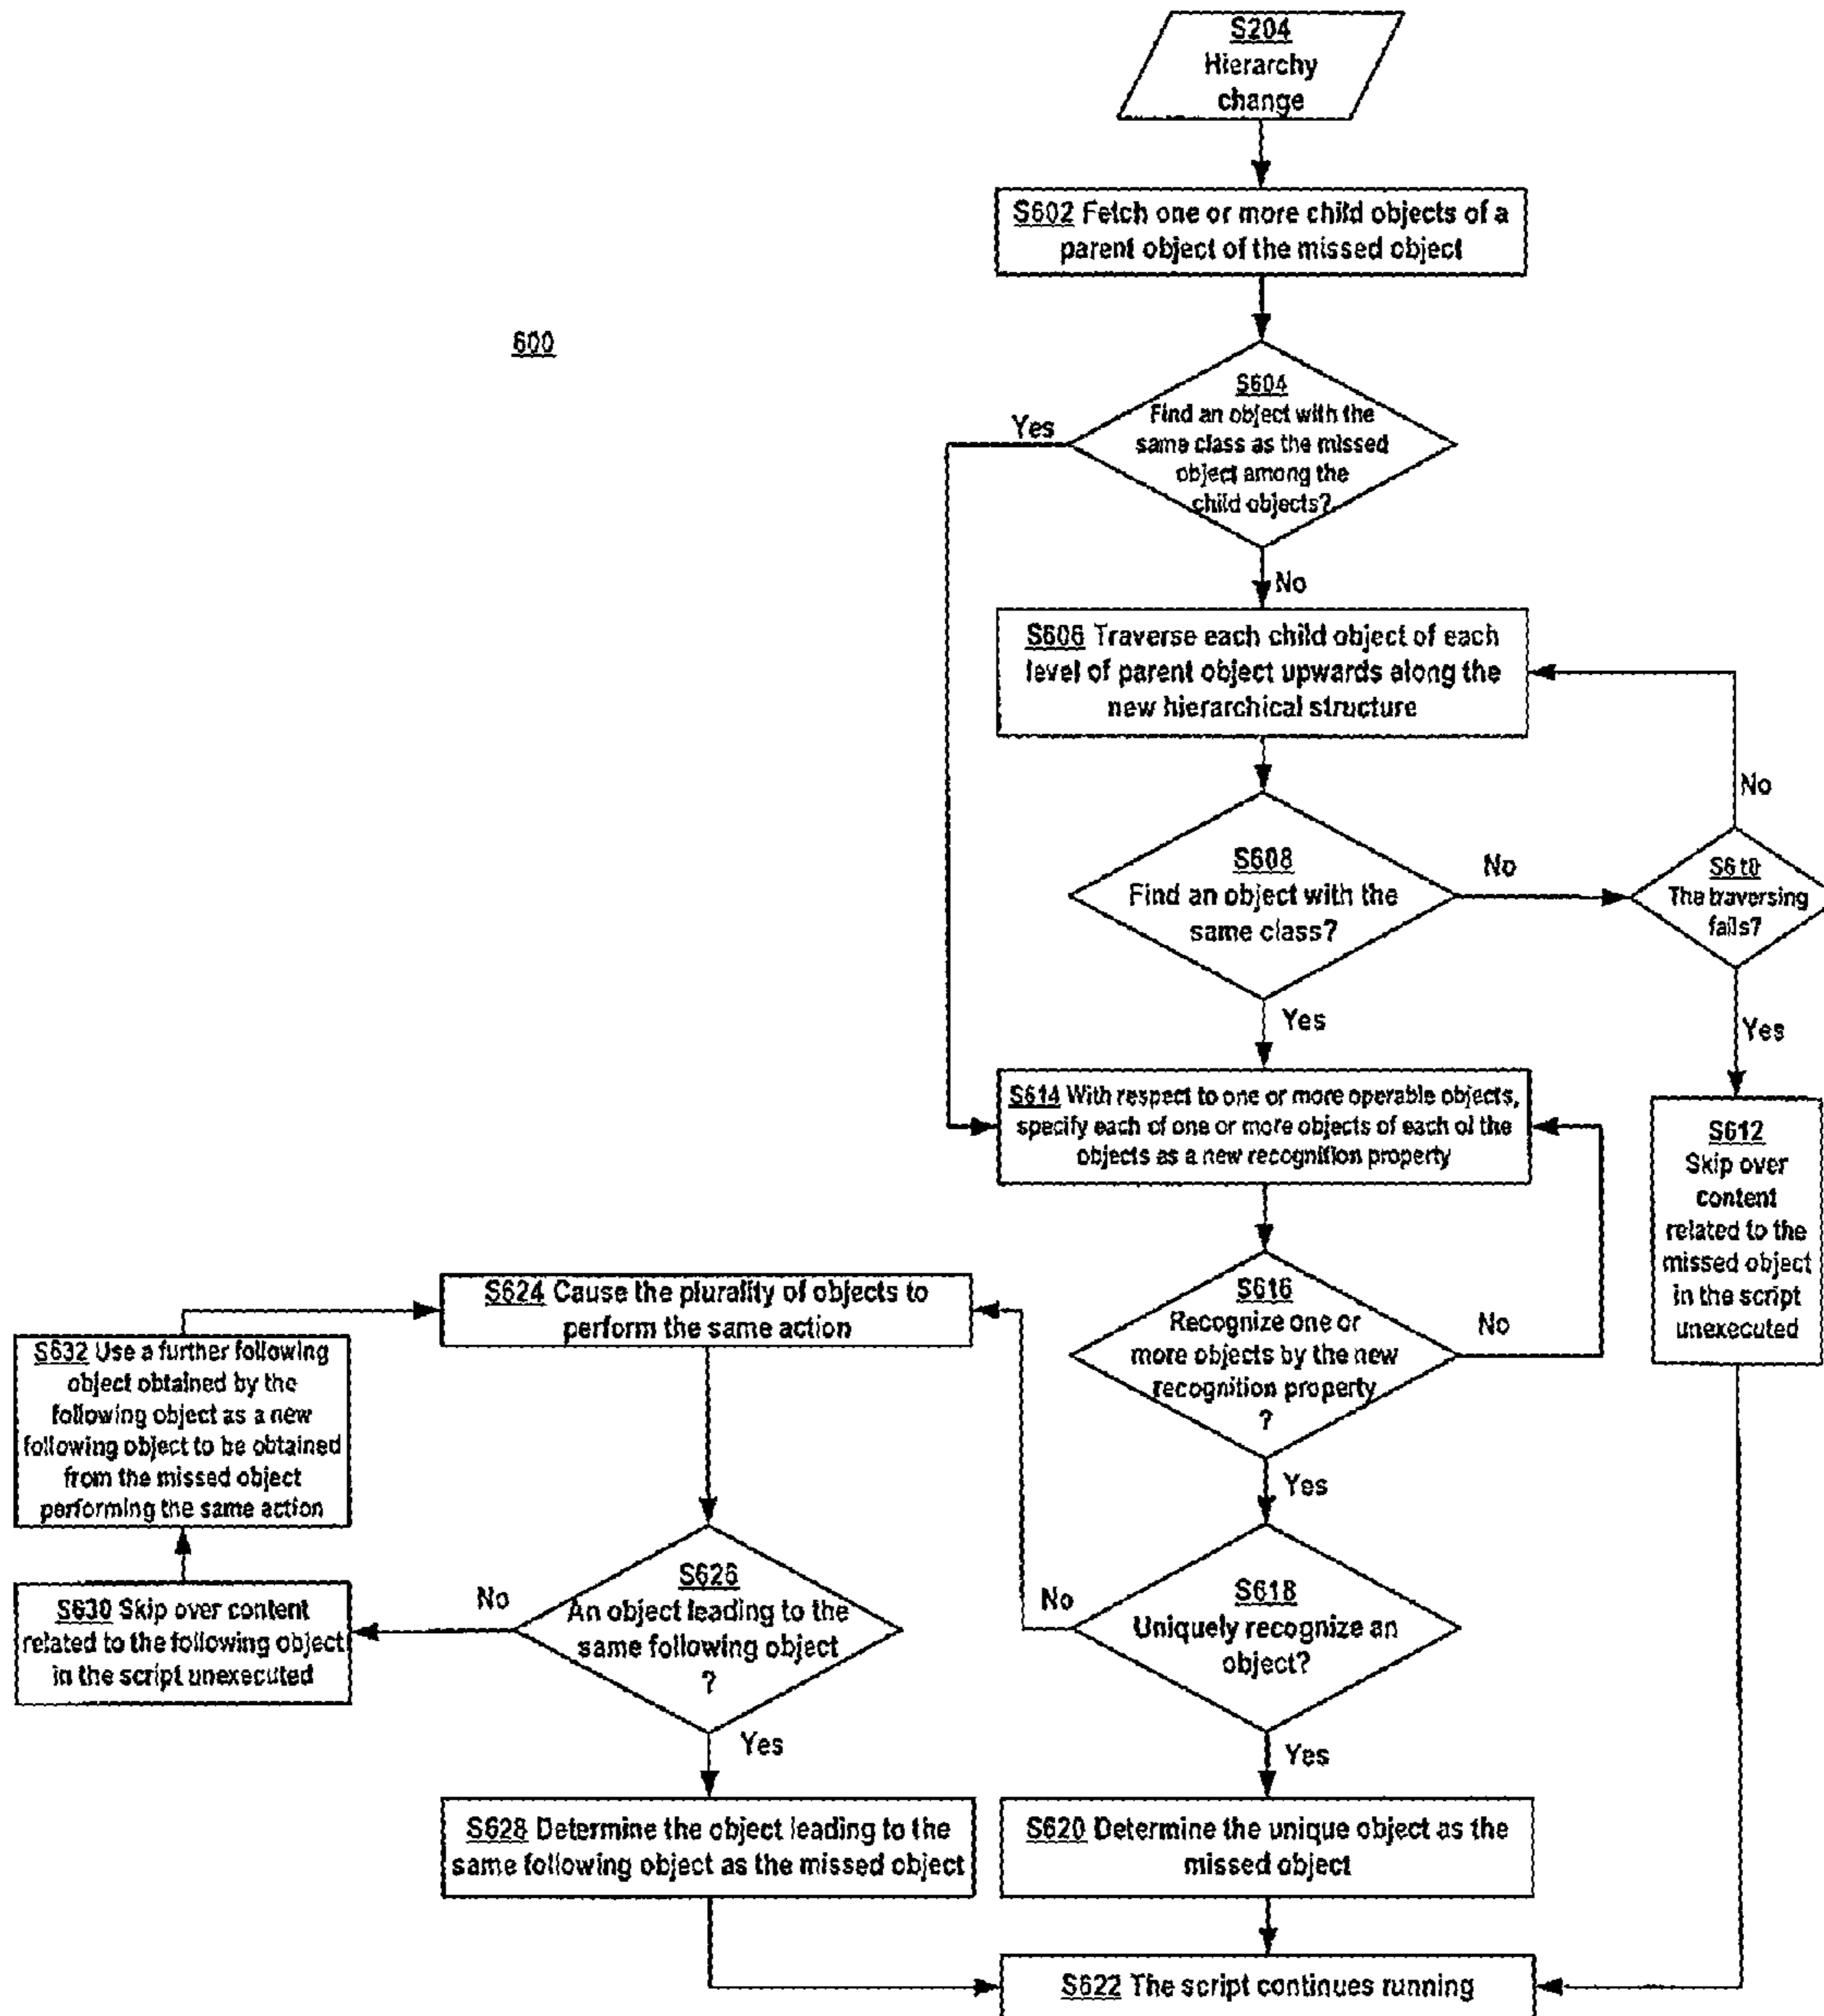 S204
Hierarchy
change
S602 Fetch one or more child objects of a
parent object of the missed object
600
S604
Find an object with the
same class as the missed
object among the
child objects?
Yes
No
S606 Traverse each child object of each
level of parent object upwards along the
new hierarchical structure
No
S608
Find an object with the
same class?
No
S610
The traversing
fails?
Yes
Yes
S614 With respect to one or more operable objects,
specify each of one or more objects of each of the
objects as a new recognition property
S612
Skip over
content
related to the
missed object
in the script
unexecuted
S624 Cause the plurality of objects to
perform the same action
S616
Recognize one or
more objects by the new
recognition property
?
No
S632 Use a further following
object obtained by the
following object as a new
following object to be obtained
from the missed object
performing the same action
Yes
S630 Skip over content
related to the following object
in the script unexecuted
No
S626
An object leading to the
same following object
?
No
S618
Uniquely recognize an
object?
Yes
Yes
S628 Determine the object leading to the
same following object as the missed object
S620 Determine the unique object as the
missed object
S622 The script continues running